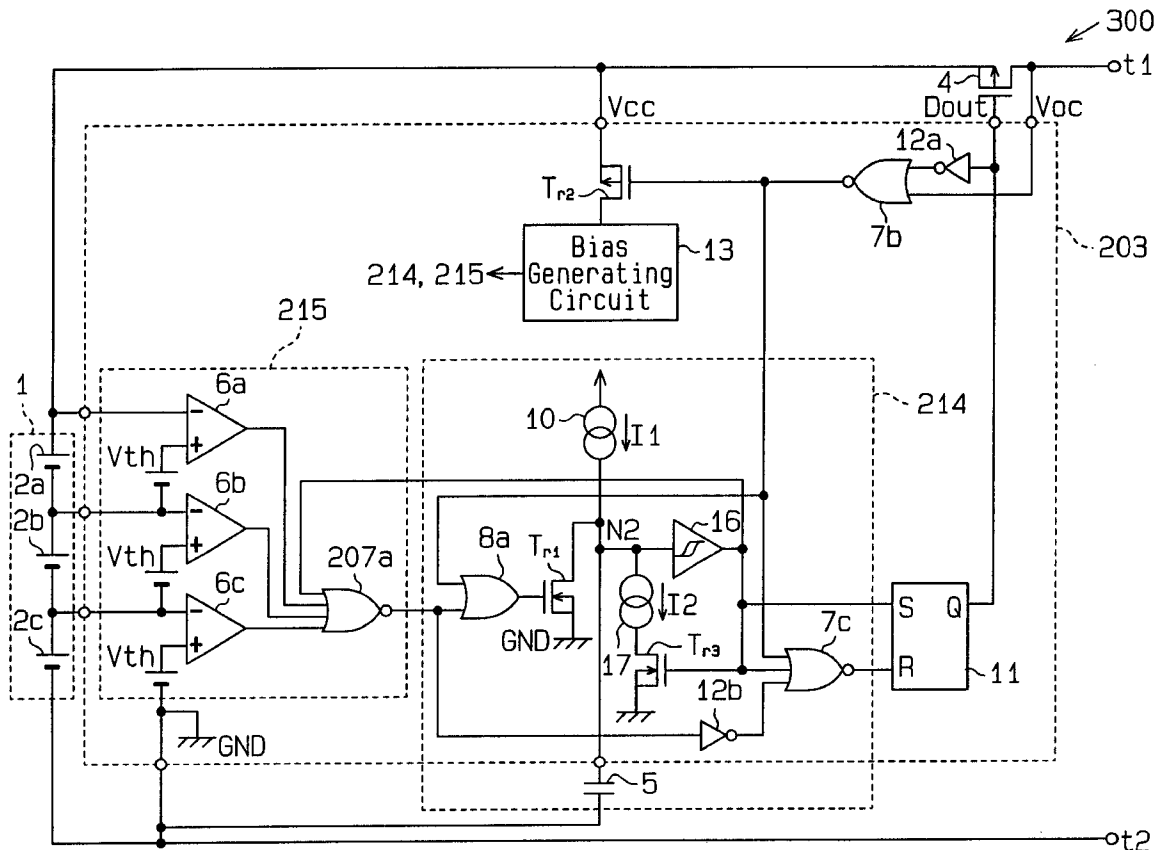 300
t1
4
Vcc
Dout
Voc
12a
Tr2
7b
Bias
Generating
Circuit
13
203
214, 215
215
1
6a
10
I1
214
Vth
2a
6b
N2
16
2b
8a
Tr1
Vth
207a
I2
S
Q
6c
2c
GND
17
Tr3
7c
Vth
R
11
12b
GND
5
t2
-
+
-
+
-
+